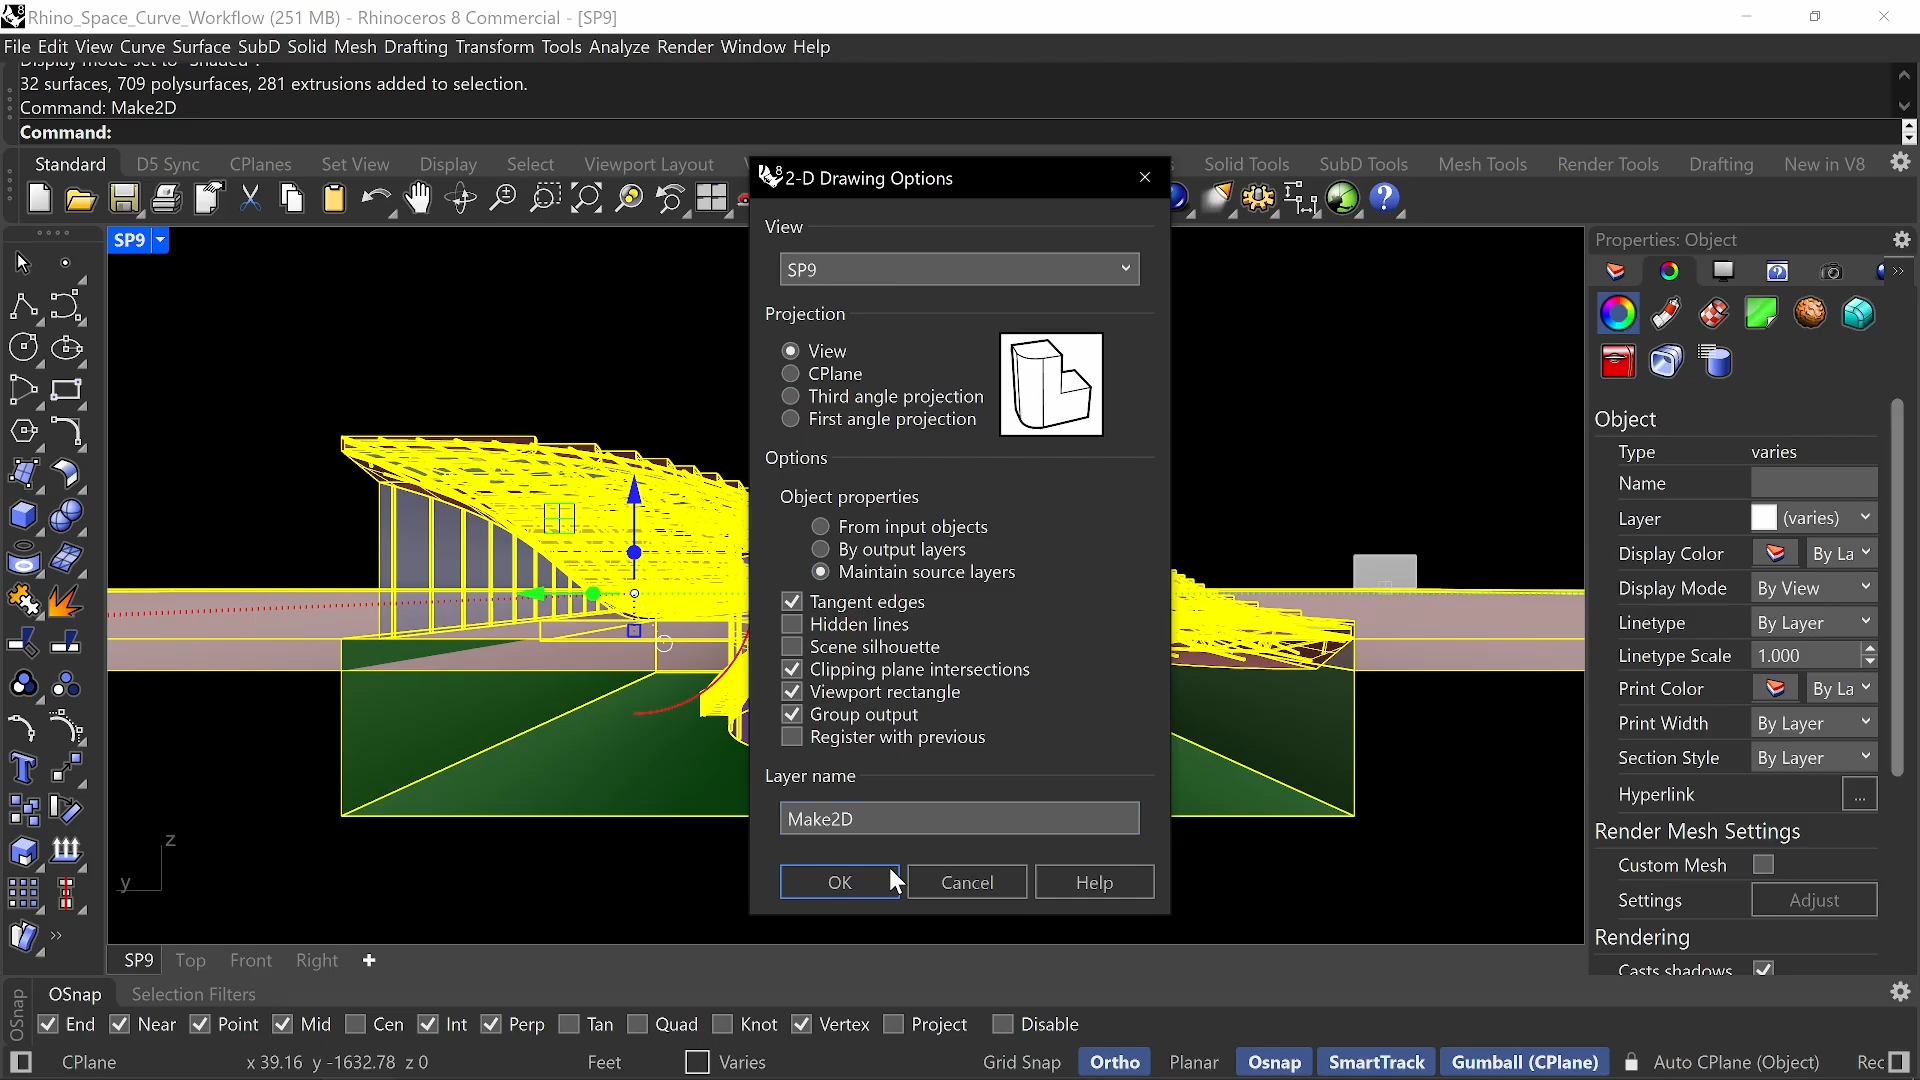 Rhino_Space_Curve_Workflow (251 MB) - Rhinoceros 8 Commercial - [SP9]
File Edit View Curve Surface SubD Solid Mesh Drafting Transform Tools Analyze Render Window Help
Display mode set to "Shaded".
32 surfaces, 709 polysurfaces, 281 extrusions added to selection.
Command: Make2D
Command:
Standard D5 Sync CPlanes Set View Display Select Viewport Layout Solid Tools SubD Tools Mesh Tools Render Tools Drafting New in V8
2-D Drawing Options
View
SP9
Projection
View
CPlane
Third angle projection
First angle projection
Options
Object properties
From input objects
By output layers
Maintain source layers
Tangent edges
Hidden lines
Scene silhouette
Clipping plane intersections
Viewport rectangle
Group output
Register with previous
Layer name
Make2D
OK Cancel Help
SP9
z
y
Properties: Object
Object
Type varies
Name
Layer (varies)
Display Color By La
Display Mode By View
Linetype By Layer
Linetype Scale 1.000
Print Color By La
Print Width By Layer
Section Style By Layer
Hyperlink ...
Render Mesh Settings
Custom Mesh
Settings Adjust
Rendering
Casts shadows
SP9 Top Front Right +
OSnap
OSnap Selection Filters
End Near Point Mid Cen Int Perp Tan Quad Knot Vertex Project Disable
CPlane x 39.16 y -1632.78 z 0 Feet Varies Grid Snap Ortho Planar Osnap SmartTrack Gumball (CPlane) Auto CPlane (Object) Rec